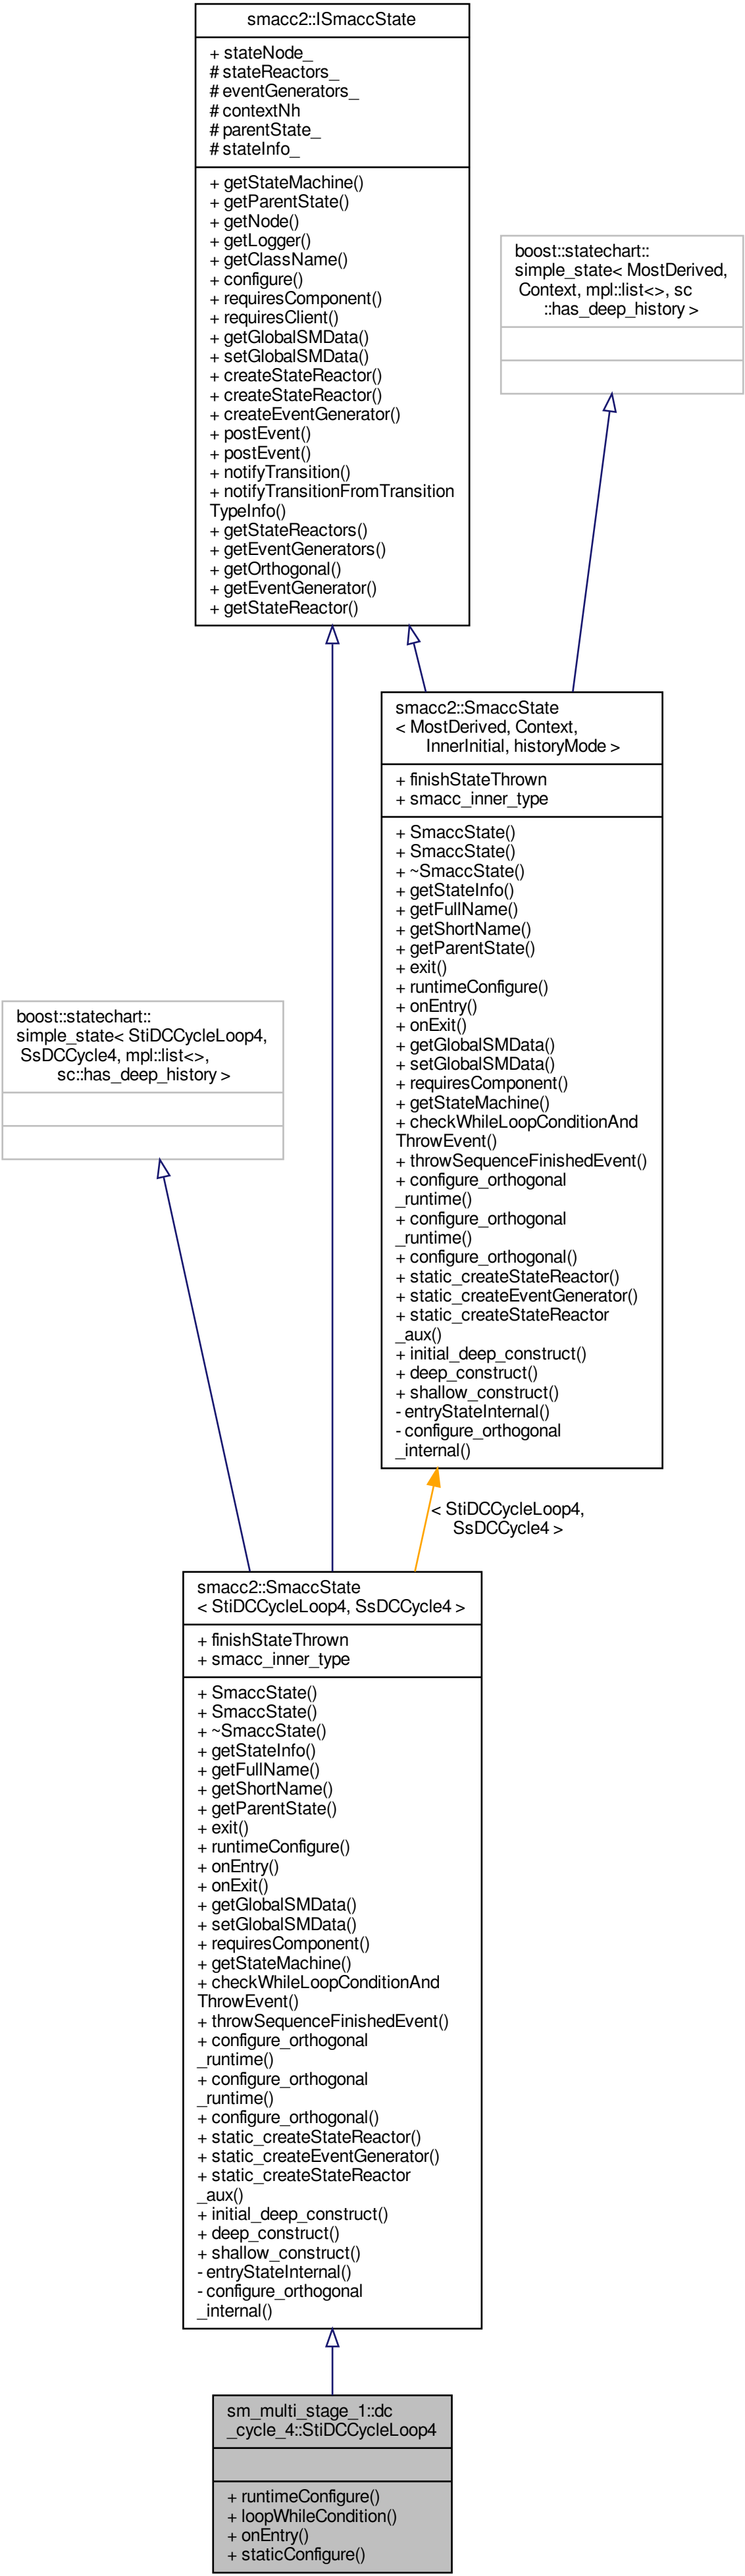 smacc2::ISmaccState
+ stateNode_
# stateReactors_
# eventGenerators_
# contextNh
# parentState_
# stateInfo_
+ getStateMachine()
+ getParentState()
+ getNode()
+ getLogger()
+ getClassName()
+ configure()
+ requiresComponent()
+ requiresClient()
+ getGlobalSMData()
+ setGlobalSMData()
+ createStateReactor()
+ createStateReactor()
+ createEventGenerator()
+ postEvent()
+ postEvent()
+ notifyTransition()
+ notifyTransitionFromTransition
TypeInfo()
+ getStateReactors()
+ getEventGenerators()
+ getOrthogonal()
+ getEventGenerator()
+ getStateReactor()
boost::statechart::
simple_state< MostDerived,
Context, mpl::list<>, sc
::has_deep_history >
smacc2::SmaccState
< MostDerived, Context,
InnerInitial, historyMode >
+ finishStateThrown
+ smacc_inner_type
+ SmaccState()
+ SmaccState()
+ ~SmaccState()
+ getStateInfo()
+ getFullName()
+ getShortName()
+ getParentState()
+ exit()
+ runtimeConfigure()
+ onEntry()
+ onExit()
+ getGlobalSMData()
+ setGlobalSMData()
+ requiresComponent()
+ getStateMachine()
+ checkWhileLoopConditionAnd
ThrowEvent()
+ throwSequenceFinishedEvent()
+ configure_orthogonal
_runtime()
+ configure_orthogonal
_runtime()
+ configure_orthogonal()
+ static_createStateReactor()
+ static_createEventGenerator()
+ static_createStateReactor
_aux()
+ initial_deep_construct()
+ deep_construct()
+ shallow_construct()
- entryStateInternal()
- configure_orthogonal
_internal()
boost::statechart::
simple_state< StiDCCycleLoop4,
SsDCCycle4, mpl::list<>,
sc::has_deep_history >
< StiDCCycleLoop4,
SsDCCycle4 >
smacc2::SmaccState
< StiDCCycleLoop4, SsDCCycle4 >
+ finishStateThrown
+ smacc_inner_type
+ SmaccState()
+ SmaccState()
+ ~SmaccState()
+ getStateInfo()
+ getFullName()
+ getShortName()
+ getParentState()
+ exit()
+ runtimeConfigure()
+ onEntry()
+ onExit()
+ getGlobalSMData()
+ setGlobalSMData()
+ requiresComponent()
+ getStateMachine()
+ checkWhileLoopConditionAnd
ThrowEvent()
+ throwSequenceFinishedEvent()
+ configure_orthogonal
_runtime()
+ configure_orthogonal
_runtime()
+ configure_orthogonal()
+ static_createStateReactor()
+ static_createEventGenerator()
+ static_createStateReactor
_aux()
+ initial_deep_construct()
+ deep_construct()
+ shallow_construct()
- entryStateInternal()
- configure_orthogonal
_internal()
sm_multi_stage_1::dc
_cycle_4::StiDCCycleLoop4
+ runtimeConfigure()
+ loopWhileCondition()
+ onEntry()
+ staticConfigure()